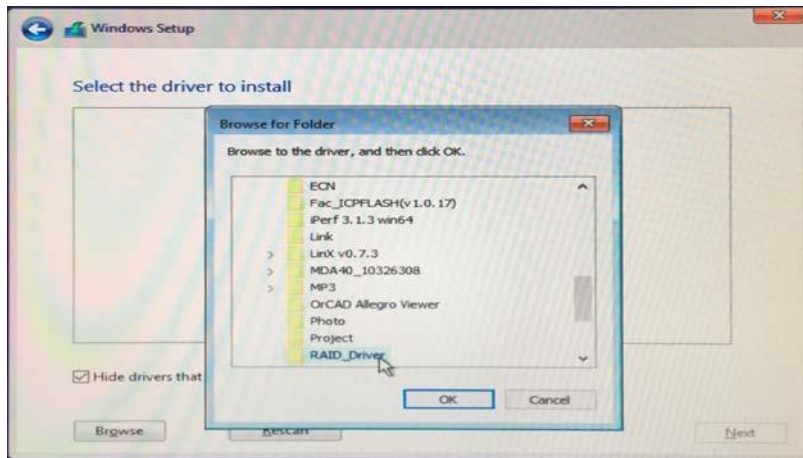 Windows Setup
Select the driver to install
Browse for Folder
Browse to the driver, and then click OK.
ECN
Fac_ICPFLASH(v1.0.17)
iPerf 3.1.3 win64
Link
LinX v0.7.3
MDA40_10326308
MP3
OrCAD Allegro Viewer
Photo
Project
RAID_Driver
Hide drivers that
OK Cancel
Browse Rescan Next